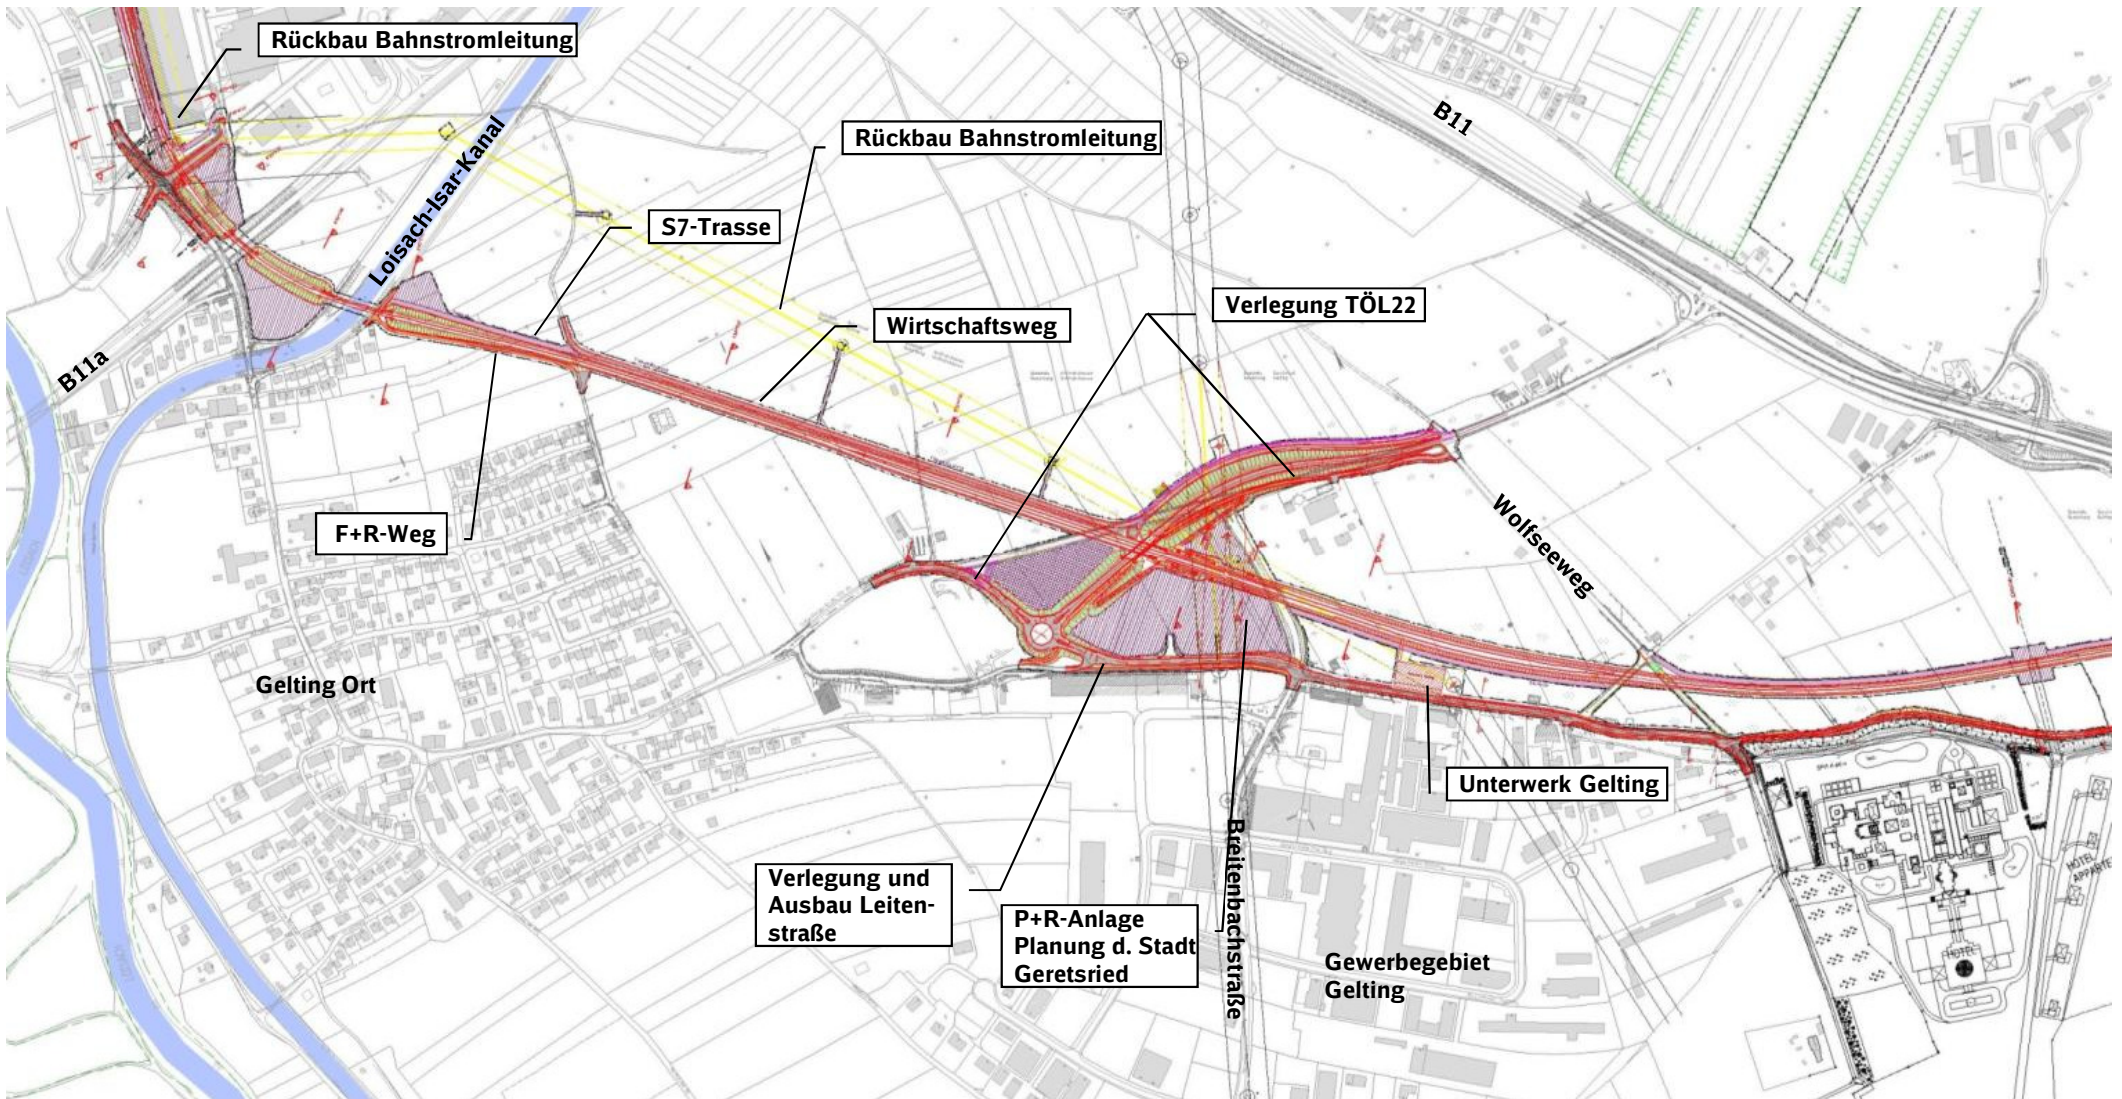 Rückbau Bahnstromleitung
Rückbau Bahnstromleitung
B11
Loisach-Isar-Kanal
S7-Trasse
Verlegung TÖL22
Wirtschaftsweg
B11a
F+R-Weg
Wolfseeweg
Gelting Ort
Unterwerk Gelting
Verlegung und
Ausbau Leiten-
straße
P+R-Anlage
Planung d. Stadt
Geretsried
Breitenbachstraße
Gewerbegebiet
Gelting
HOTEL